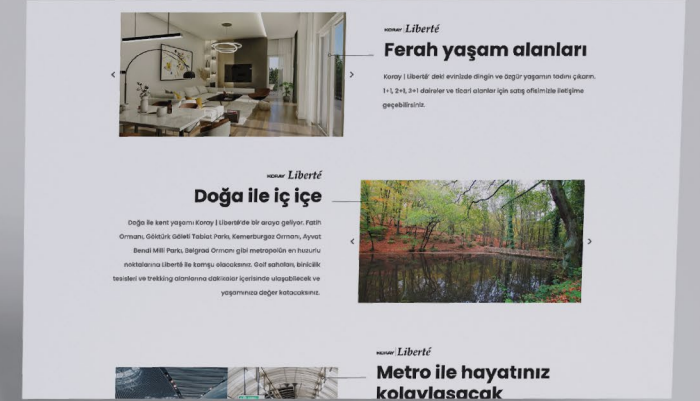 KORAY | Liberté
Ferah yaşam alanları
Koray | Liberté' deki evinizde dingin ve özgür yaşamın tadını çıkarın.
1+1, 2+1, 3+1 daireler ve ticari alanlar için satış ofisimizle iletişime
geçebilirsiniz.
KORAY | Liberté
Doğa ile iç içe
Doğa ile kent yaşamı Koray | Liberté'de bir araya geliyor. Fatih
Ormanı, Göktürk Göleti Tabiat Parkı, Kemerburgaz Ormanı, Ayvat
Bendi Milli Parkı, Belgrad Ormanı gibi metropolün en huzurlu
noktalarına Liberté ile komşu olacaksınız. Golf sahaları, binicilik
tesisleri ve trekking alanlarına dakikalar içerisinde ulaşabilecek ve
yaşamınıza değer katacaksınız.
KORAY | Liberté
Metro ile hayatınız
kolaylaşacak